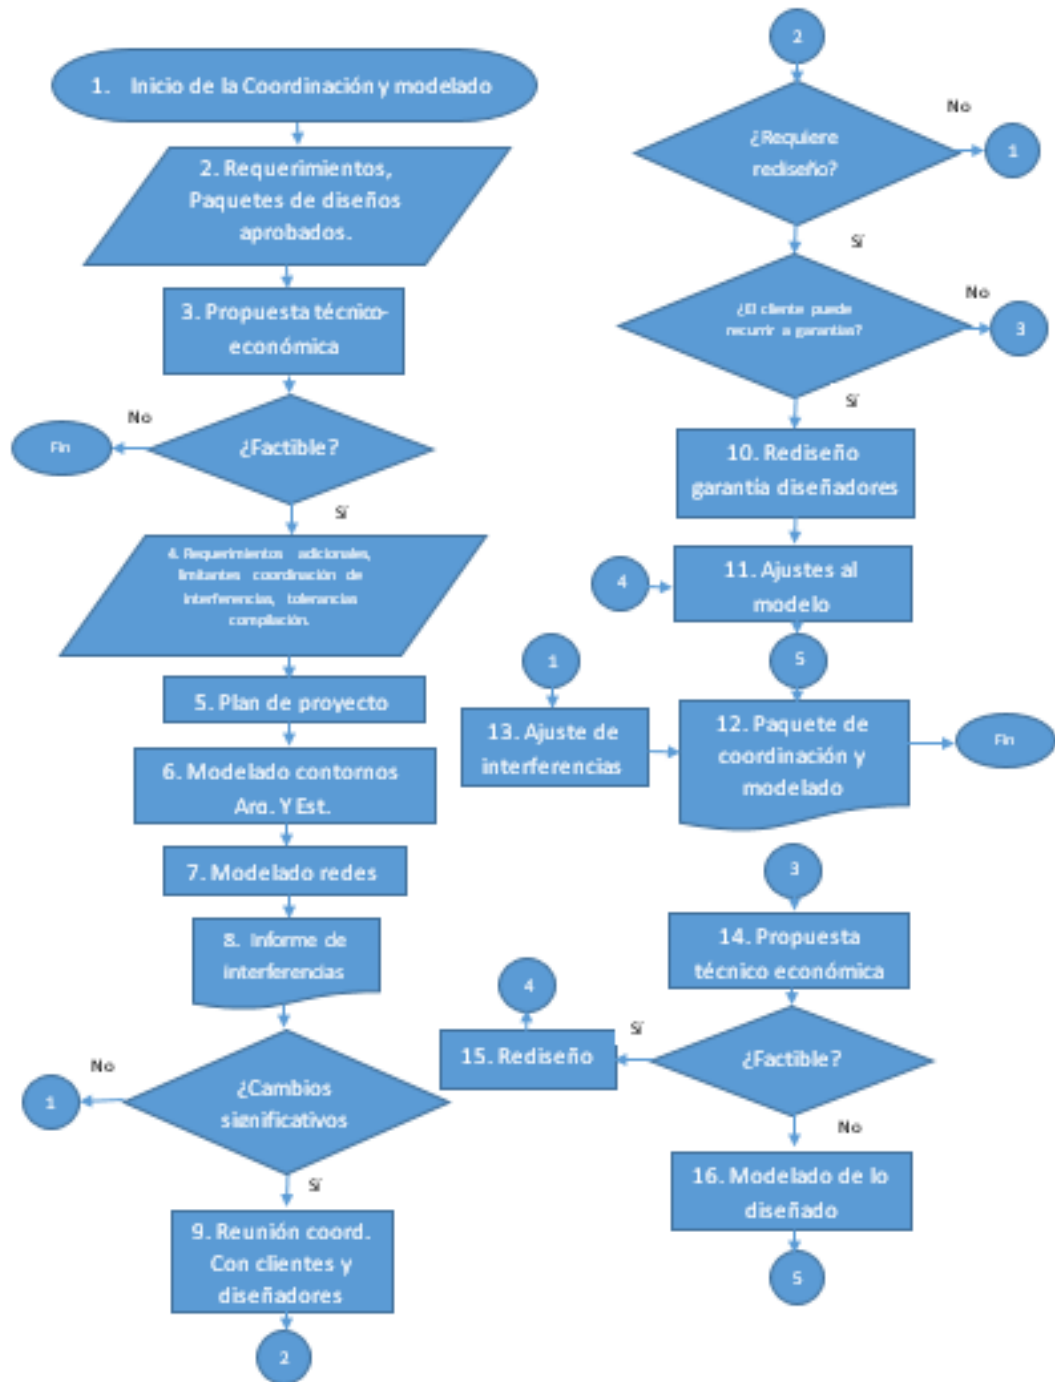 1. Inicio de la Coordinación y modelado
2. Requerimientos,
Paquetes de diseños
aprobados.
3. Propuesta técnico-
económica
¿Factible?
No
Fin
Sí
4. Requerimientos adicionales,
limitantes coordinación de
interferencias, tolerancias
compilación.
5. Plan de proyecto
6. Modelado contornos
Arq. Y Est.
7. Modelado redes
8. Informe de
interferencias
¿Cambios
significativos
No
1
Sí
9. Reunión coord.
Con clientes y
diseñadores
2
2
¿Requiere
rediseño?
No
1
Sí
¿El cliente puede
recurrir a garantías?
No
3
Sí
10. Rediseño
garantía diseñadores
4
11. Ajustes al
modelo
5
1
13. Ajuste de
interferencias
12. Paquete de
coordinación y
modelado
Fin
3
14. Propuesta
técnico económica
¿Factible?
Sí
15. Rediseño
4
No
16. Modelado de lo
diseñado
5